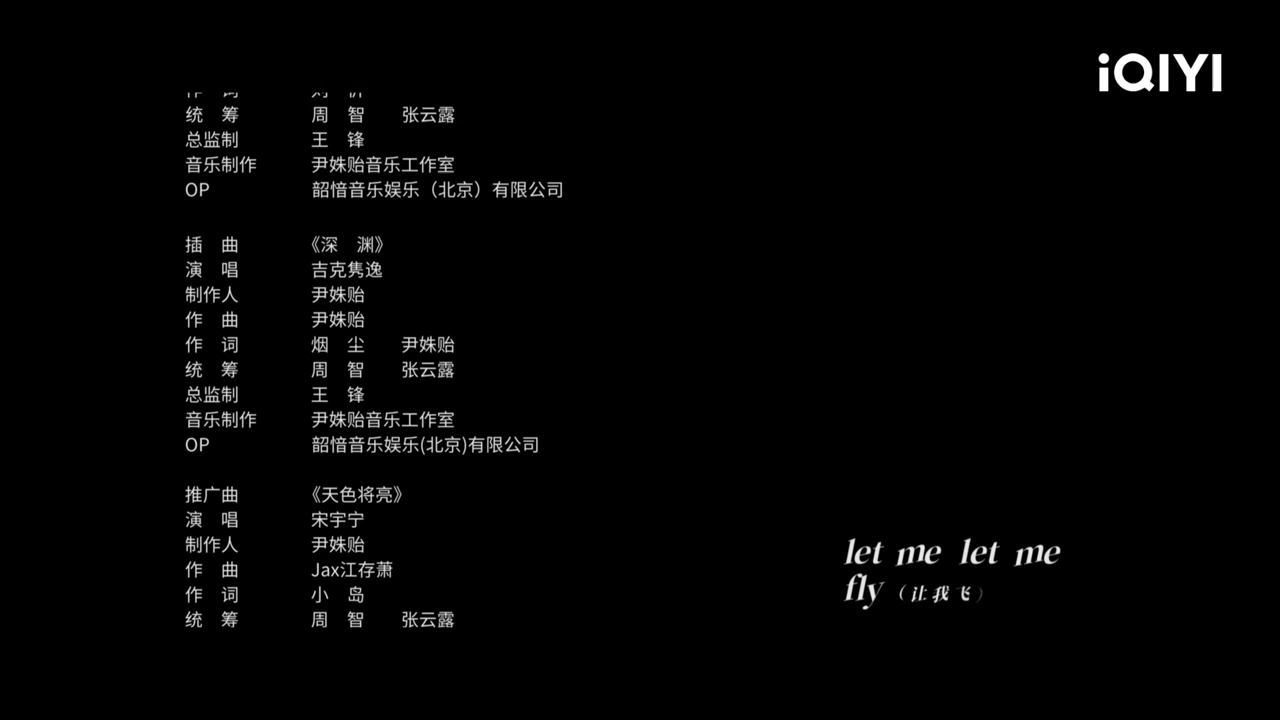 iQIYI
统 筹 周 智 张云露
总监制 王 锋
音乐制作 尹姝贻音乐工作室
OP 韶愔音乐娱乐（北京）有限公司
插 曲 《深 渊》
演 唱 吉克隽逸
制作人 尹姝贻
作 曲 尹姝贻
作 词 烟 尘 尹姝贻
统 筹 周 智 张云露
总监制 王 锋
音乐制作 尹姝贻音乐工作室
OP 韶愔音乐娱乐(北京)有限公司
推广曲 《天色将亮》
演 唱 宋宇宁
制作人 尹姝贻
作 曲 Jax江存萧
作 词 小 岛
统 筹 周 智 张云露
let me let me
fly（让我飞）